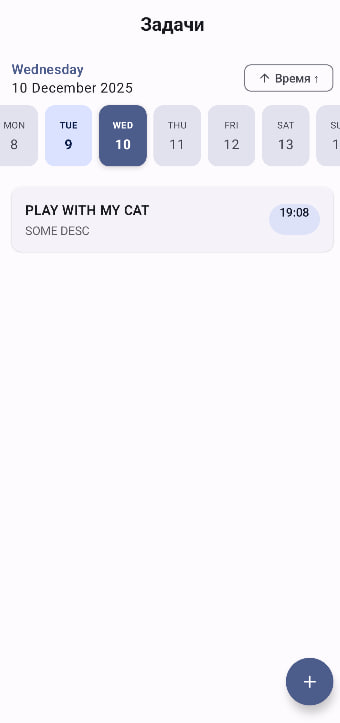 Задачи
Wednesday
10 December 2025
↑ Время ↑
MON TUE WED THU FRI SAT
8 9 10 11 12 13
PLAY WITH MY CAT
19:08
SOME DESC
+